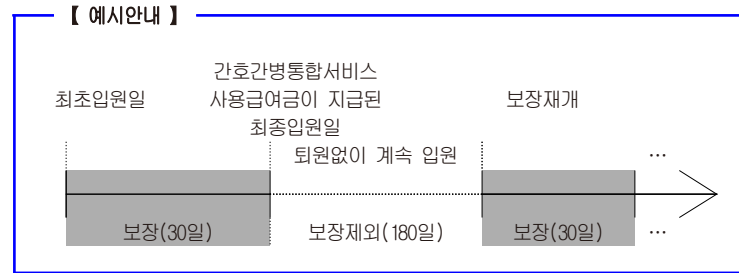 【 예시안내 】
최초입원일
간호간병통합서비스
사용급여금이 지급된
최종입원일
보장재개
퇴원없이 계속 입원
…
보장(30일)
보장제외(180일)
보장(30일)
…